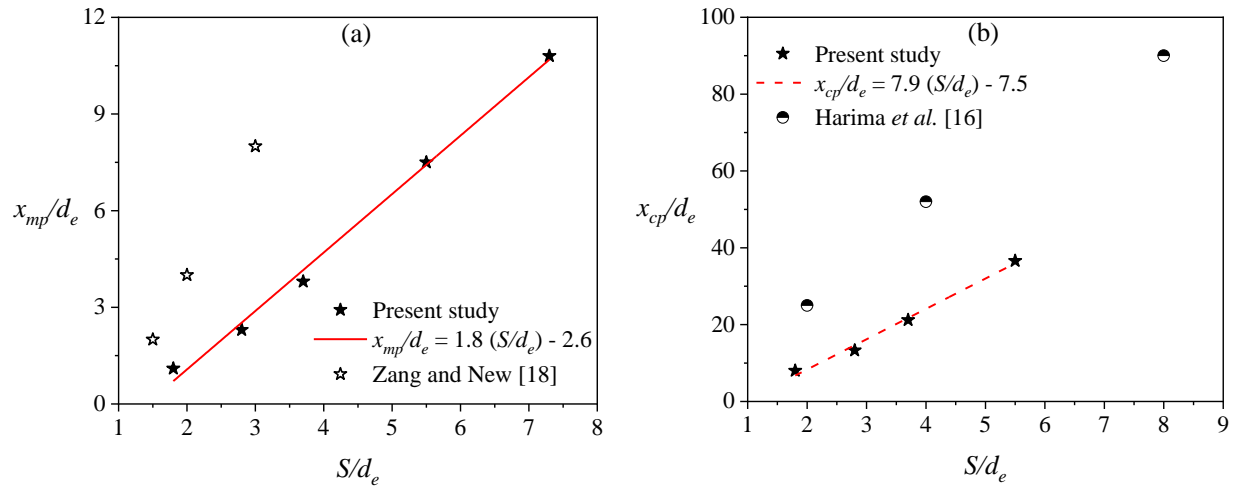 (a)
12
9
6
3
0
x_mp/d_e
Present study
x_mp/d_e = 1.8 (S/d_e) - 2.6
Zang and New [18]
1 2 3 4 5 6 7 8
S/d_e
(b)
100
80
60
40
20
0
x_cp/d_e
Present study
x_cp/d_e = 7.9 (S/d_e) - 7.5
Harima et al. [16]
1 2 3 4 5 6 7 8 9
S/d_e